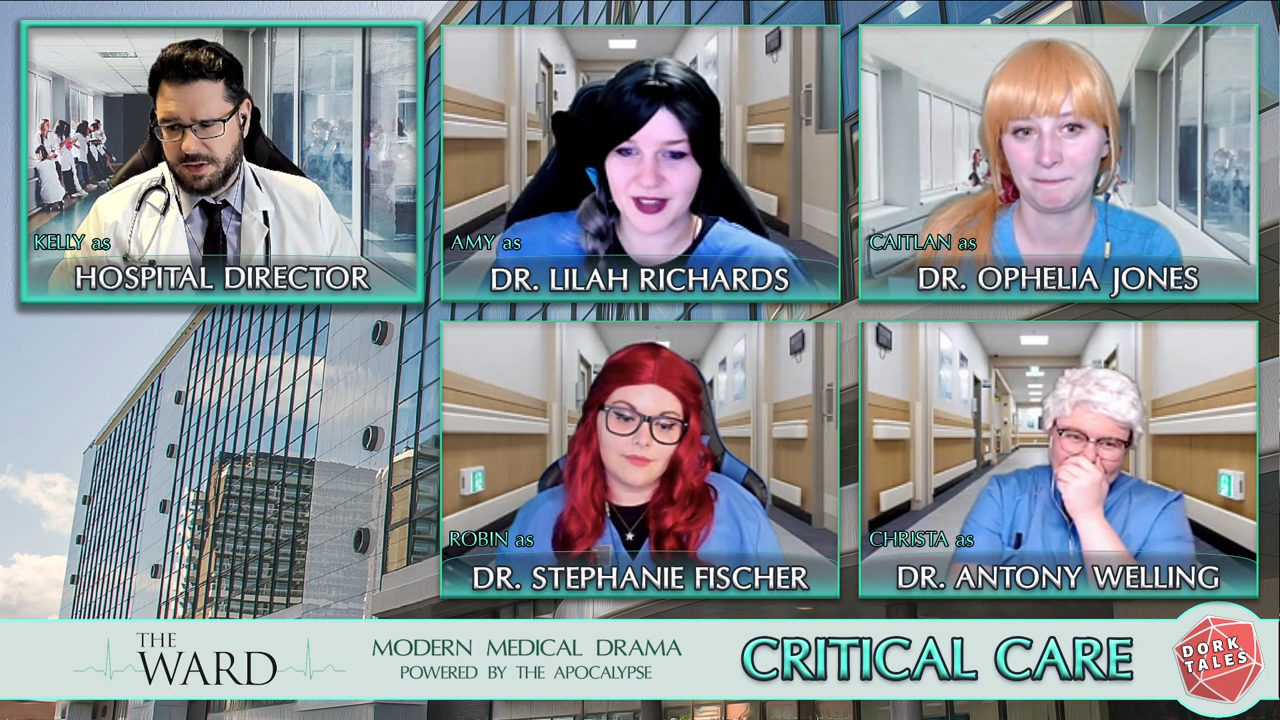 KELLY as
HOSPITAL DIRECTOR
AMY as
DR. LILAH RICHARDS
CAITLAN as
DR. OPHELIA JONES
ROBIN as
DR. STEPHANIE FISCHER
CHRISTA as
DR. ANTONY WELLING
THE
WARD
MODERN MEDICAL DRAMA
POWERED BY THE APOCALYPSE
CRITICAL CARE
DORK
TALES